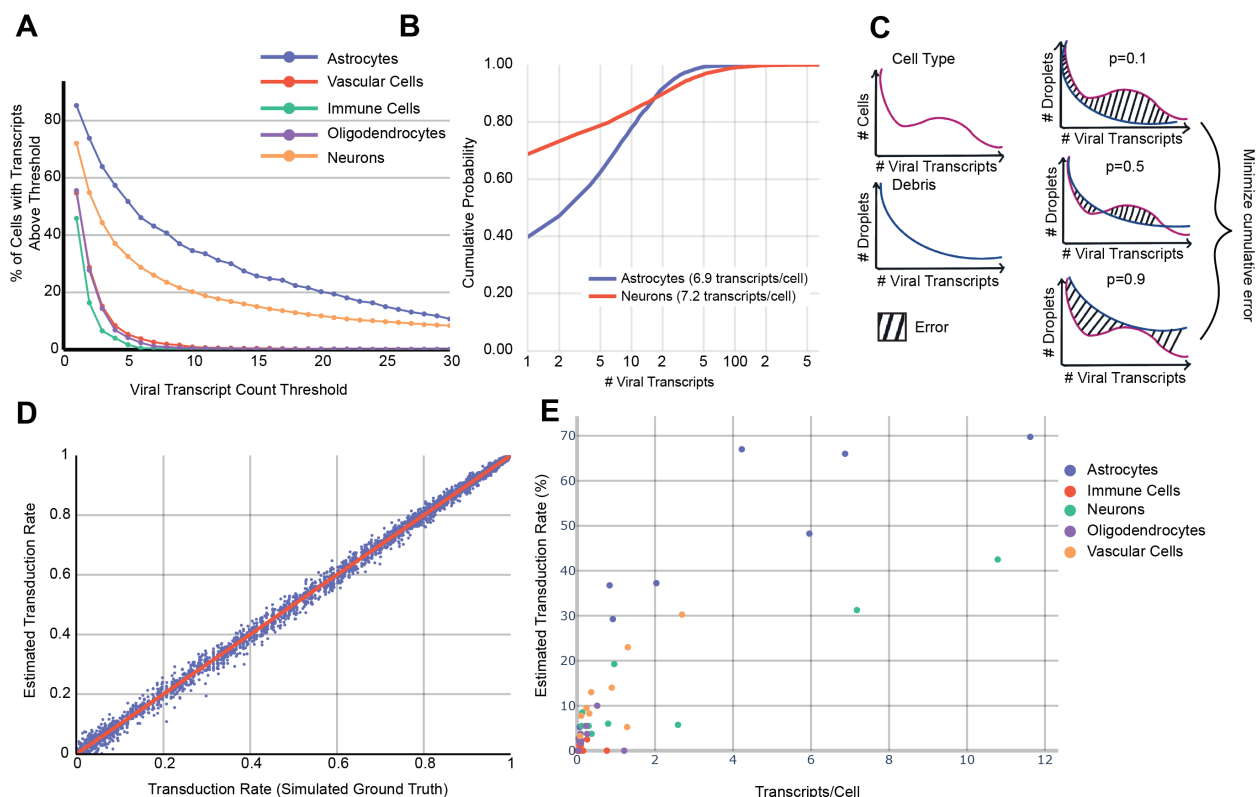 A
Astrocytes
Vascular Cells
Immune Cells
Oligodendrocytes
Neurons
% of Cells with Transcripts
Above Threshold
80
60
40
20
0
0
5
10
15
20
25
30
Viral Transcript Count Threshold
B
Cumulative Probability
1.00
0.80
0.60
0.40
0.20
0.00
Astrocytes (6.9 transcripts/cell)
Neurons (7.2 transcripts/cell)
1
2
5
10
2
5
100
2
5
# Viral Transcripts
C
Cell Type
# Cells
# Viral Transcripts
Debris
# Droplets
# Viral Transcripts
Error
p=0.1
# Droplets
# Viral Transcripts
p=0.5
# Droplets
# Viral Transcripts
p=0.9
# Droplets
# Viral Transcripts
Minimize cumulative error
D
Estimated Transduction Rate
1
0.8
0.6
0.4
0.2
0
0
0.2
0.4
0.6
0.8
1
Transduction Rate (Simulated Ground Truth)
E
Estimated Transduction Rate (%)
70
60
50
40
30
20
10
0
0
2
4
6
8
10
12
Transcripts/Cell
Astrocytes
Immune Cells
Neurons
Oligodendrocytes
Vascular Cells